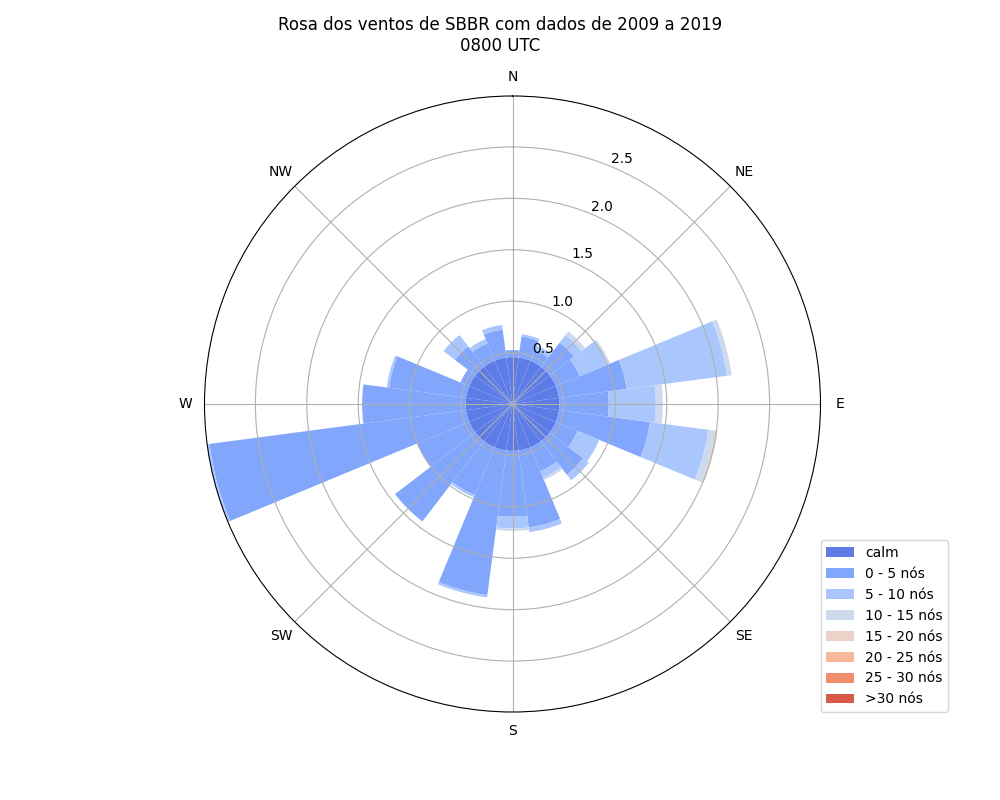 Rosa dos ventos de SBBR com dados de 2009 a 2019
0800 UTC
N
NW
NE
2.5
2.0
1.5
1.0
0.5
W
E
SW
SE
S
calm
0 - 5 nós
5 - 10 nós
10 - 15 nós
15 - 20 nós
20 - 25 nós
25 - 30 nós
>30 nós